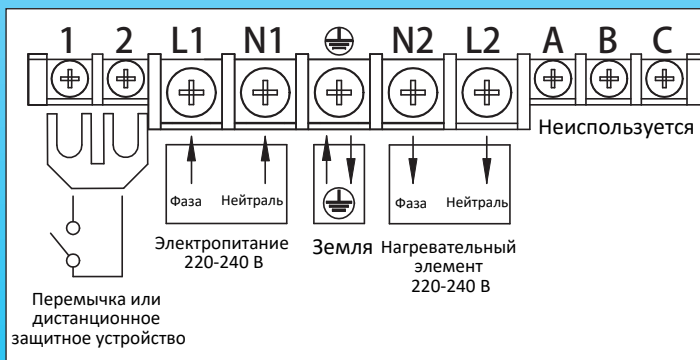 1 2 L1 N1 N2 L2 A B C
Неиспользуется
Фаза Нейтраль
Фаза Нейтраль
Электропитание
220-240 В
Земля
Нагревательный
элемент
220-240 В
Перемычка или
дистанционное
защитное устройство